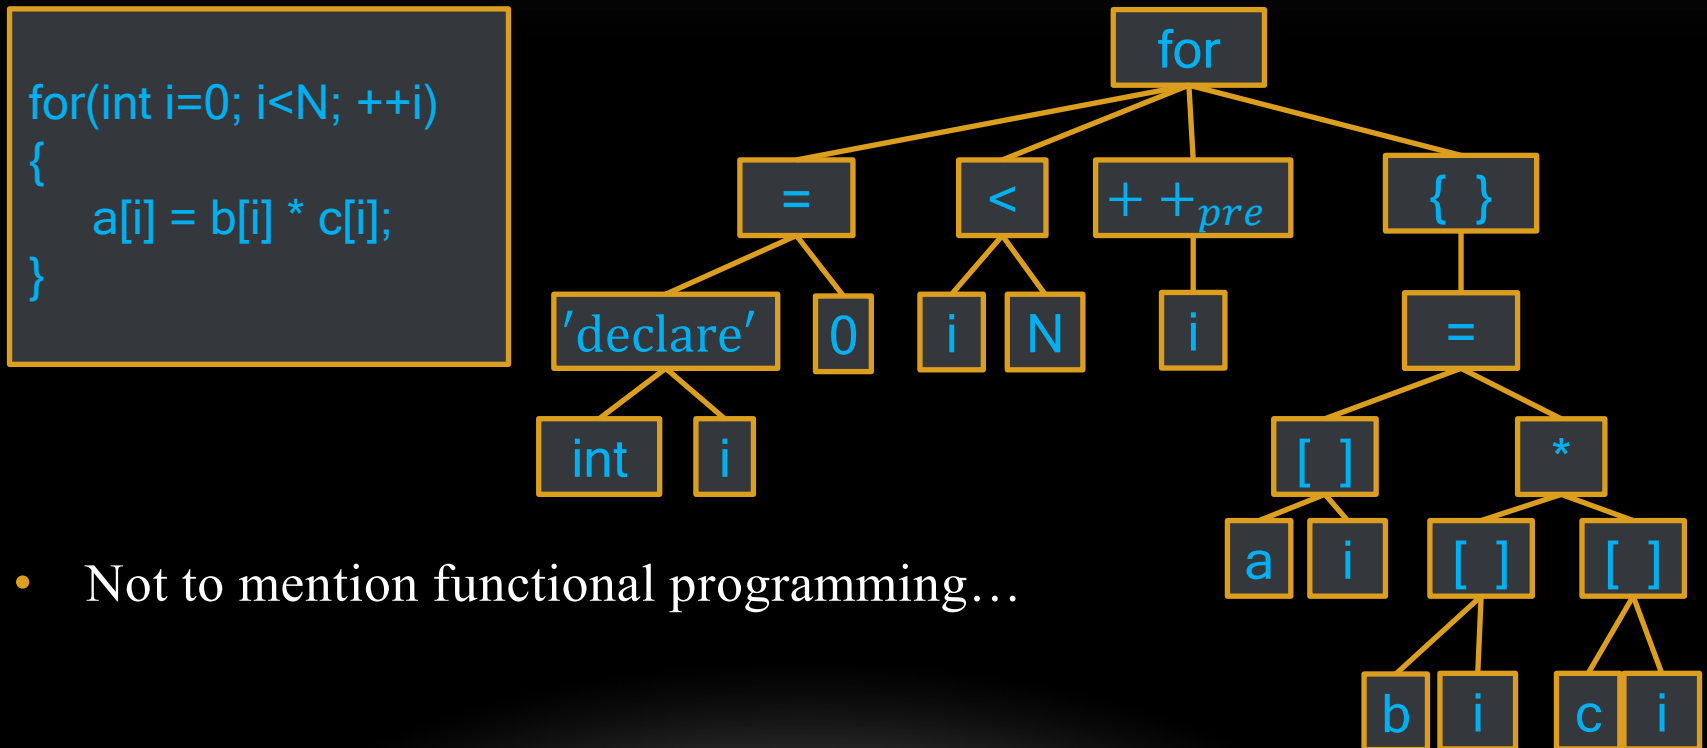 for(int i=0; i<N; ++i)
{
a[i] = b[i] * c[i];
}
for
= < + +pre { }
'declare' 0 i N i =
int i [ ] *
a i [ ] [ ]
b i c i
• Not to mention functional programming…